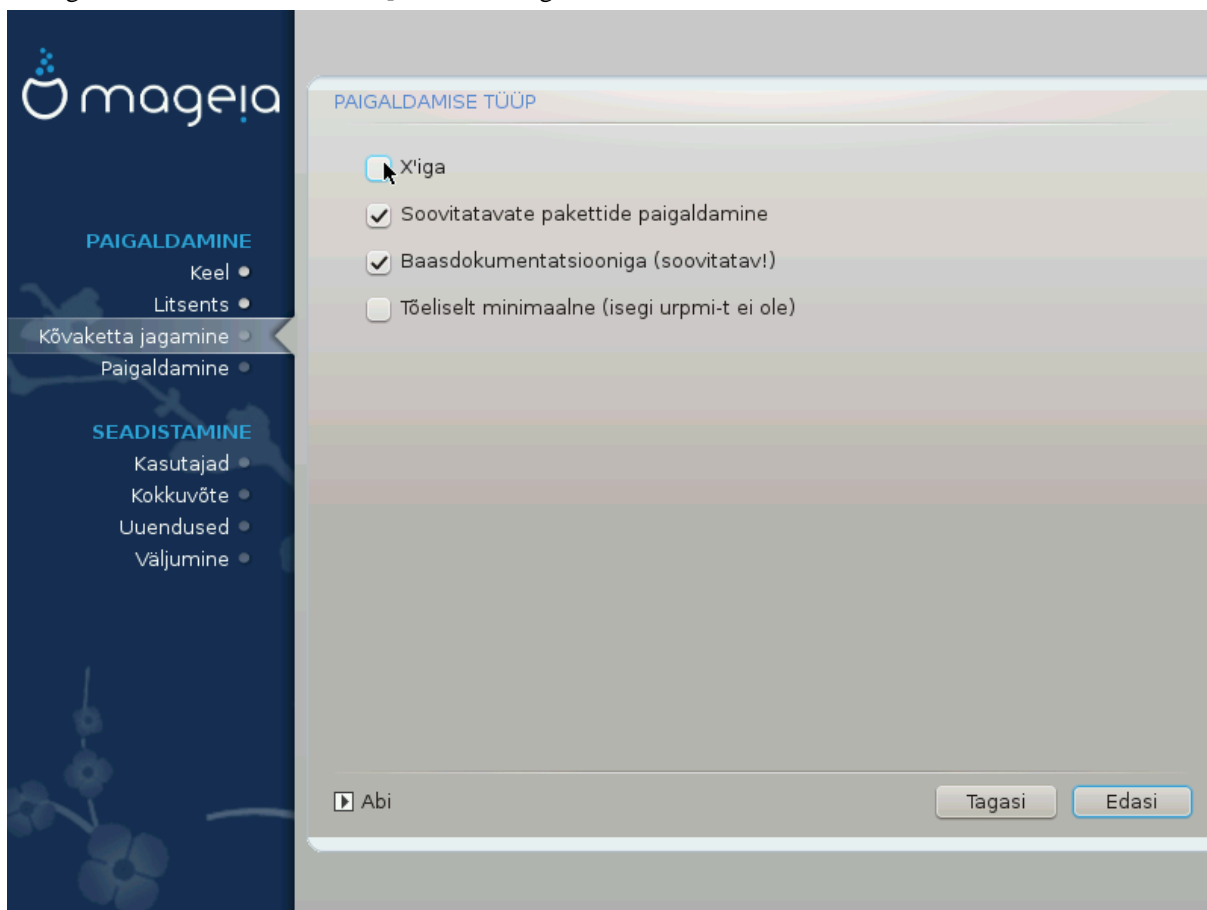 mageia
PAIGALDAMINE
Keel
Litsents
Kõvaketta jagamine
Paigaldamine
SEADISTAMINE
Kasutajad
Kokkuvõte
Uuendused
Väljumine
PAIGALDAMISE TÜÜP
X'iga
Soovitatavate pakettide paigaldamine
Baasdokumentatsiooniga (soovitatav!)
Tõeliselt minimaalne (isegi urpmi-t ei ole)
Abi
Tagasi
Edasi